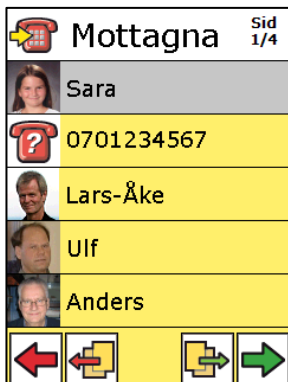 Mottagna
Sid
1/4
Sara
?
0701234567
Lars-Åke
Ulf
Anders